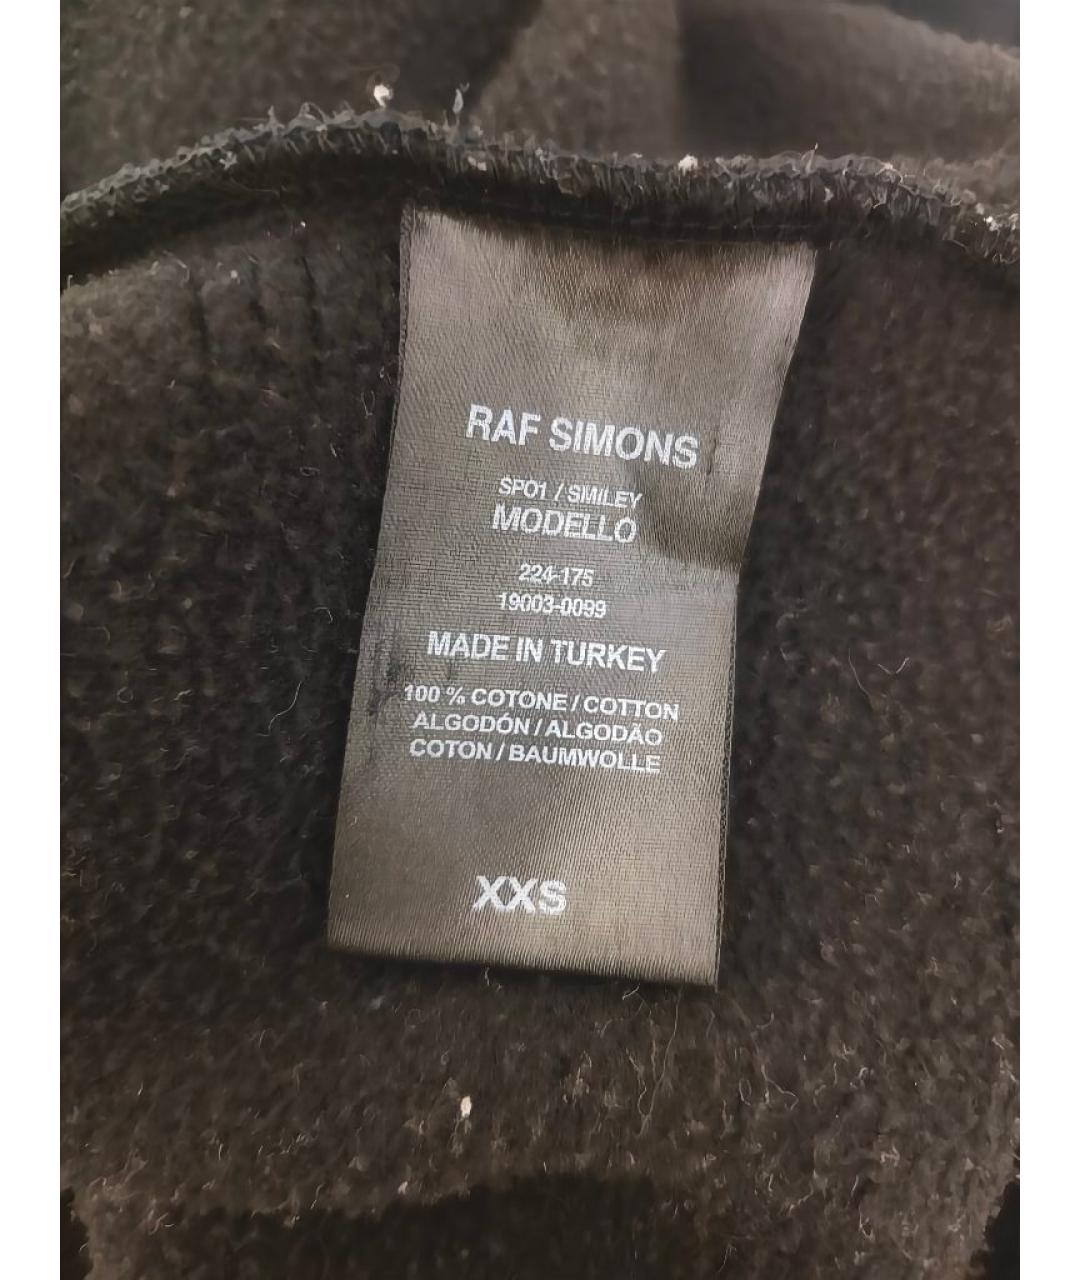 RAF SIMONS
SP01 / SMILEY
MODELLO
224-175
19003-0099
MADE IN TURKEY
100 % COTONE / COTTON
ALGODÓN / ALGODÃO
COTON / BAUMWOLLE
XXS